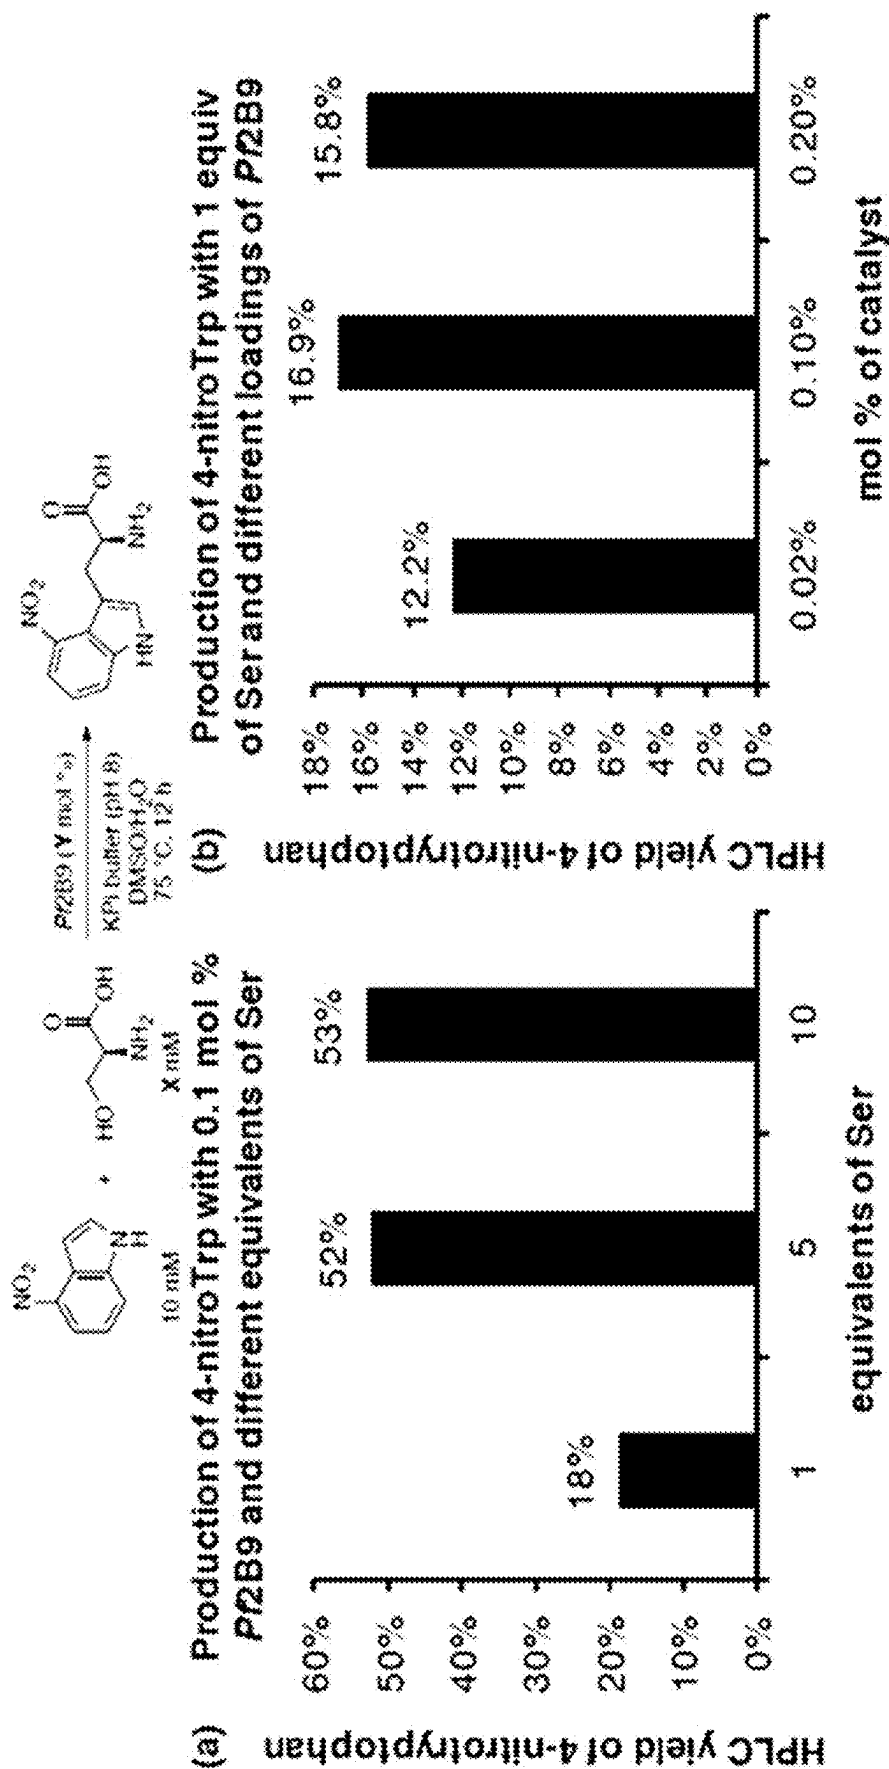 NO₂
N
H
10 mM
+
HO
O
OH
NH₂
X mM
Pf2B9 (Y mol %)
KPi buffer (pH 8)
DMSO/H₂O
75 °C, 12 h
NO₂
HN
O
OH
NH₂
(a) Production of 4-nitroTrp with 0.1 mol %
Pf2B9 and different equivalents of Ser
HPLC yield of 4-nitrotryptophan
60%
50%
40%
30%
20%
10%
0%
18%
52%
53%
1 5 10
equivalents of Ser
(b) Production of 4-nitroTrp with 1 equiv
of Ser and different loadings of Pf2B9
HPLC yield of 4-nitrotryptophan
18%
16%
14%
12%
10%
8%
6%
4%
2%
0%
12.2%
16.9%
15.8%
0.02% 0.10% 0.20%
mol % of catalyst